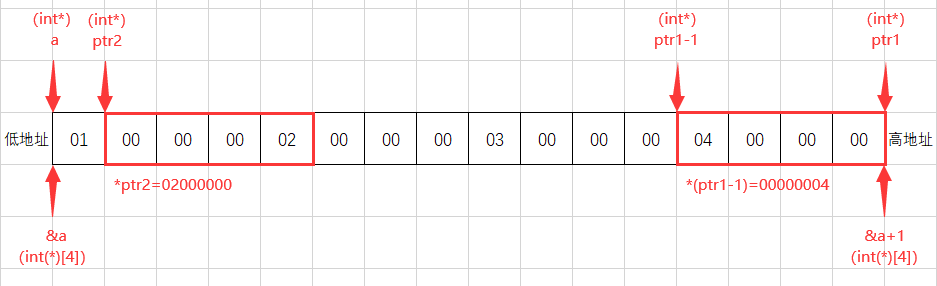 (int*) (int*) (int*) (int*)
a ptr2 ptr1-1 ptr1
低地址 01 00 00 00 02 00 00 00 03 00 00 00 04 00 00 00 高地址
*ptr2=02000000 *(ptr1-1)=00000004
&a &a+1
(int(*)[4]) (int(*)[4])